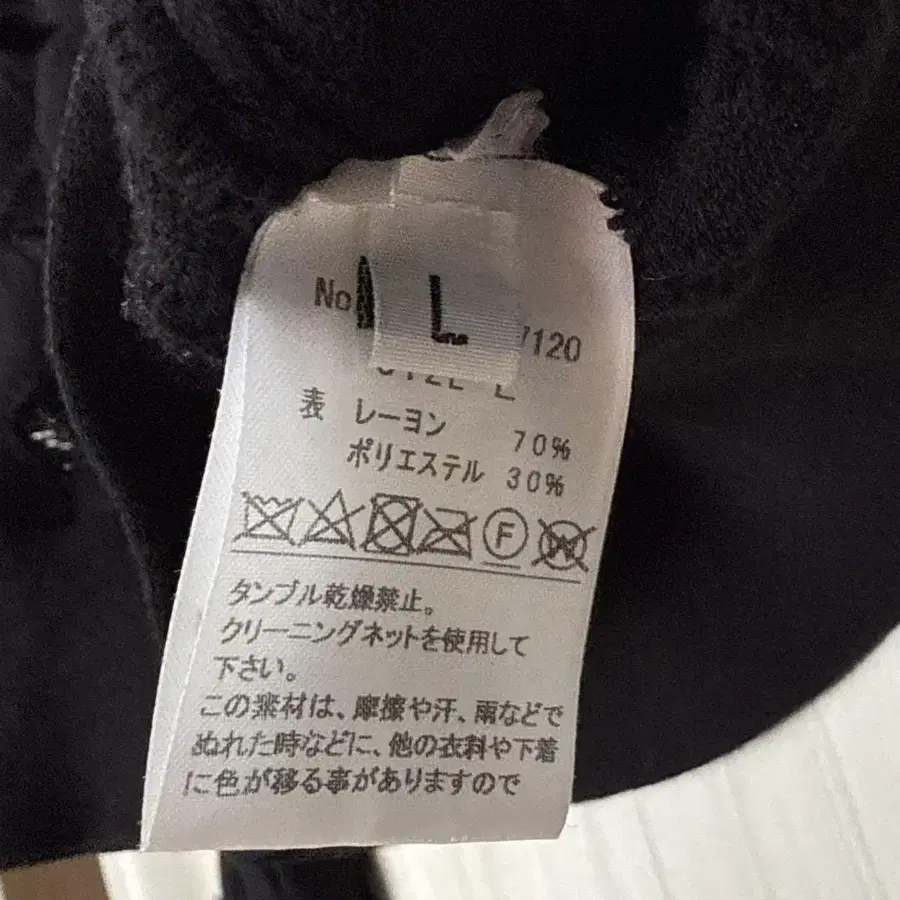 No
L
7120
SIZE L
表 レーヨン 70%
ポリエステル 30%
F
W
タンブル乾燥禁止。
クリーニングネットを使用して
下さい。
この素材は、摩擦や汗、雨などで
ぬれた時などに、他の衣料や下着
に色が移る事がありますので